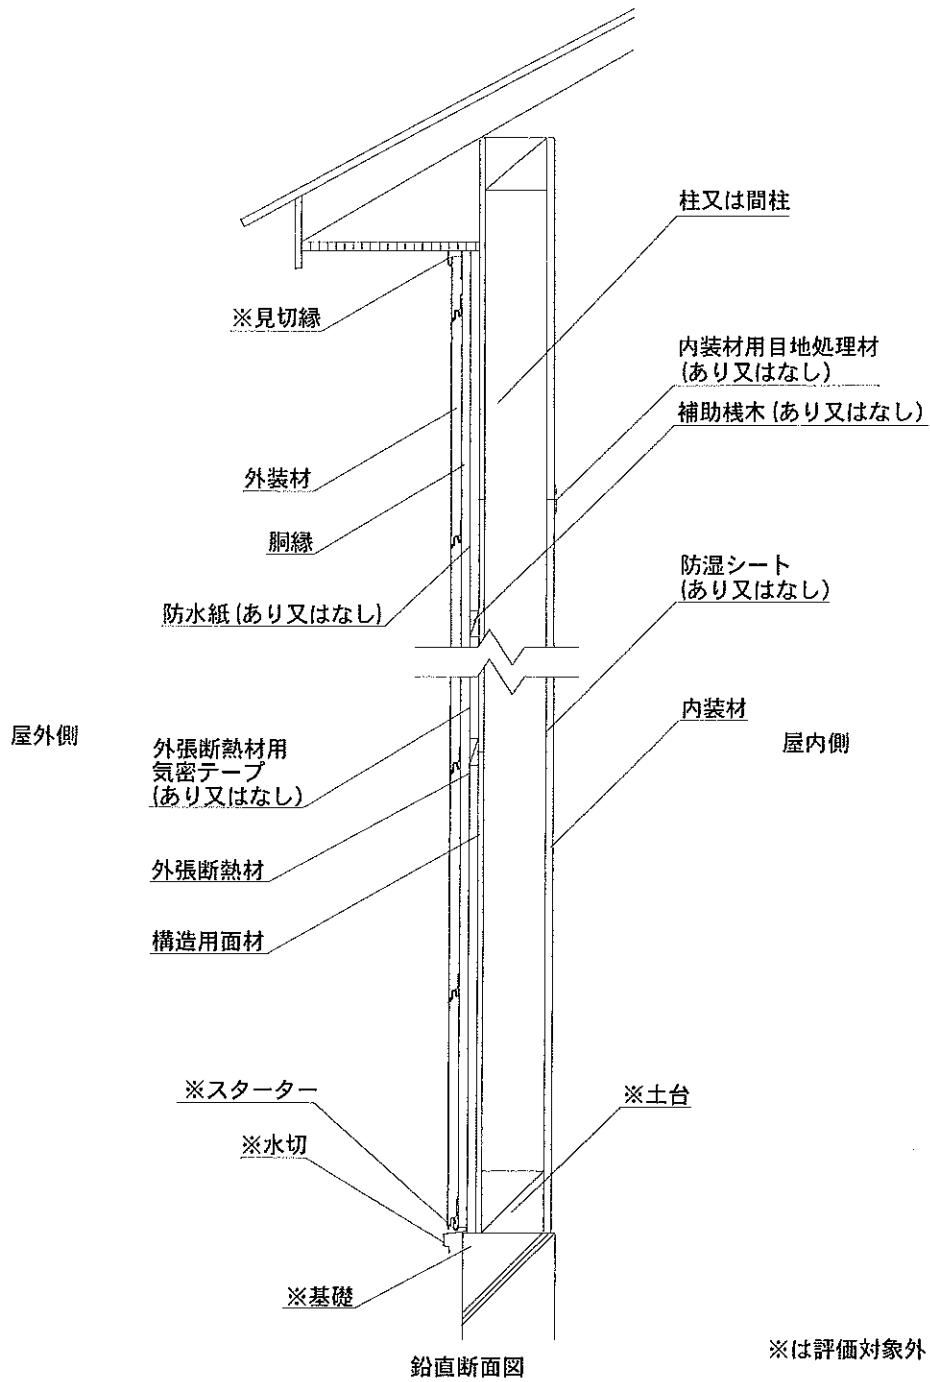 柱又は間柱
※見切縁
内装材用目地処理材
(あり又はなし)
補助桟木(あり又はなし)
外装材
胴縁
防湿シート
(あり又はなし)
防水紙(あり又はなし)
内装材
屋外側
屋内側
外張断熱材用
気密テープ
(あり又はなし)
外張断熱材
構造用面材
※スターター
※土台
※水切
※基礎
※は評価対象外
鉛直断面図